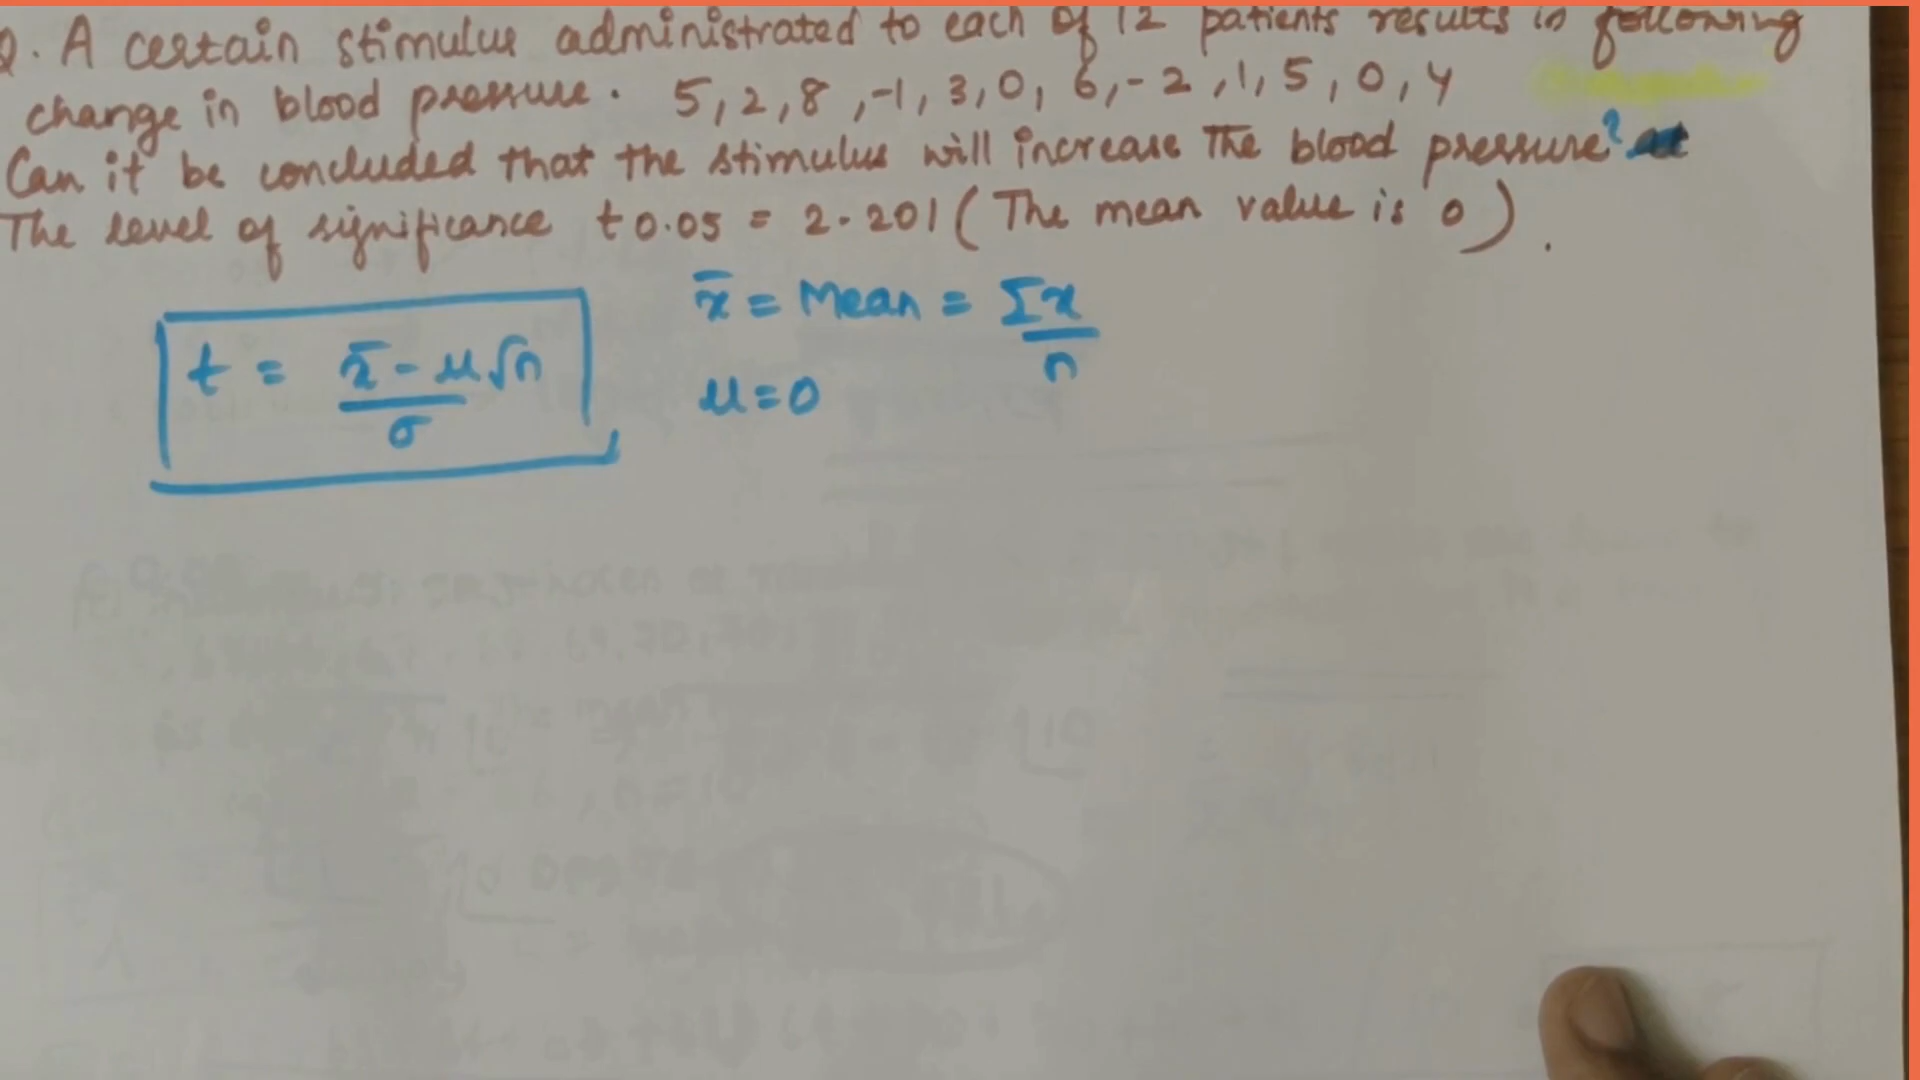 Q. A certain stimulus administrated to each of 12 patients results in following
change in blood pressure. 5, 2, 8, -1, 3, 0, 6, -2, 1, 5, 0, 4
Can it be concluded that the stimulus will increase the blood pressure?
The level of significance t0.05 = 2.201 (The mean value is 0).
x̄ = Mean = Σx/n
t = x̄ - μ√n/σ
μ = 0